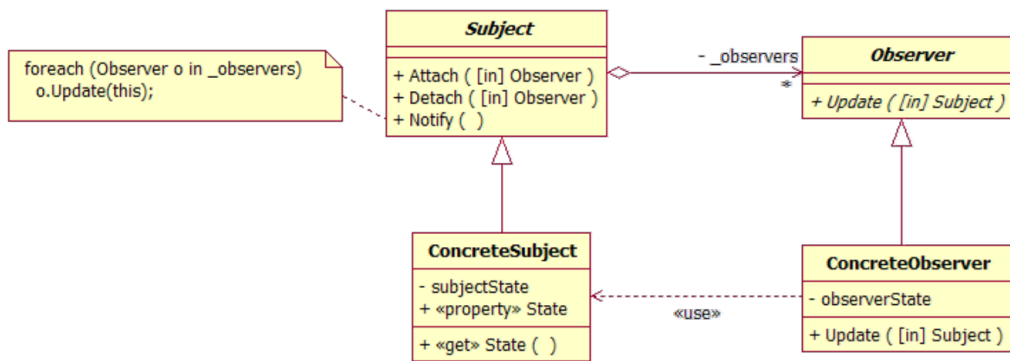 foreach (Observer o in _observers)
o.Update(this);
Subject
+ Attach ( [in] Observer )
+ Detach ( [in] Observer )
+ Notify (  )
- _observers
*
Observer
+ Update ( [in] Subject )
ConcreteSubject
- subjectState
+ «property» State
+ «get» State (  )
«use»
ConcreteObserver
- observerState
+ Update ( [in] Subject )